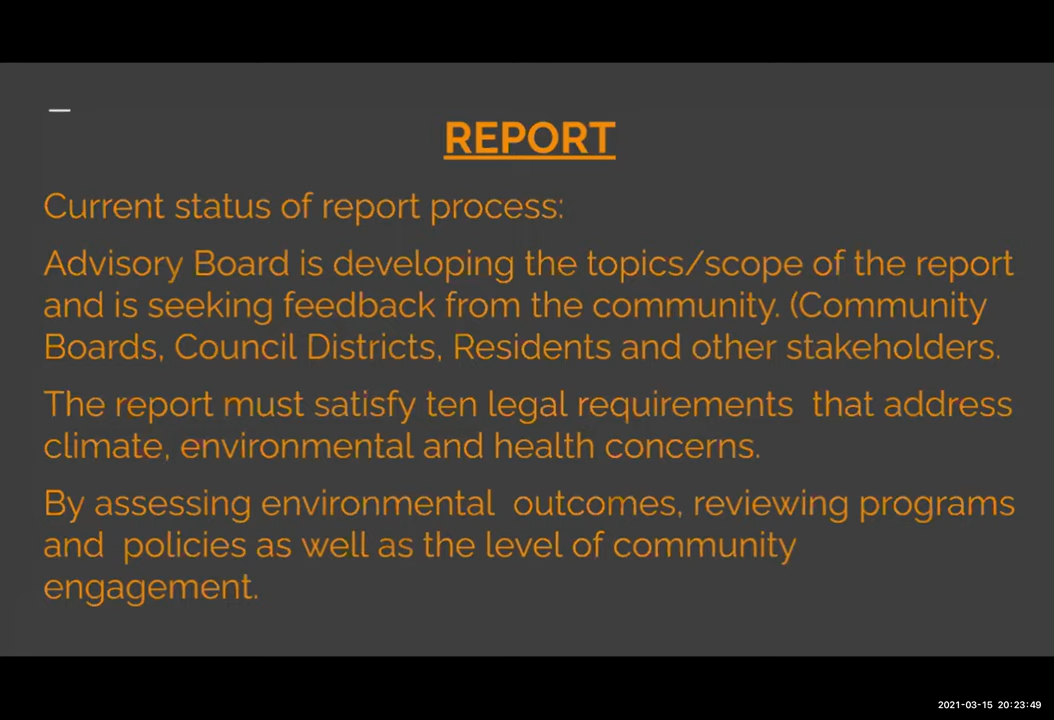 REPORT
Current status of report process:
Advisory Board is developing the topics/scope of the report
and is seeking feedback from the community. (Community
Boards, Council Districts, Residents and other stakeholders.
The report must satisfy ten legal requirements  that address
climate, environmental and health concerns.
By assessing environmental  outcomes, reviewing programs
and  policies as well as the level of community
engagement.
2021-03-15 20:23:49